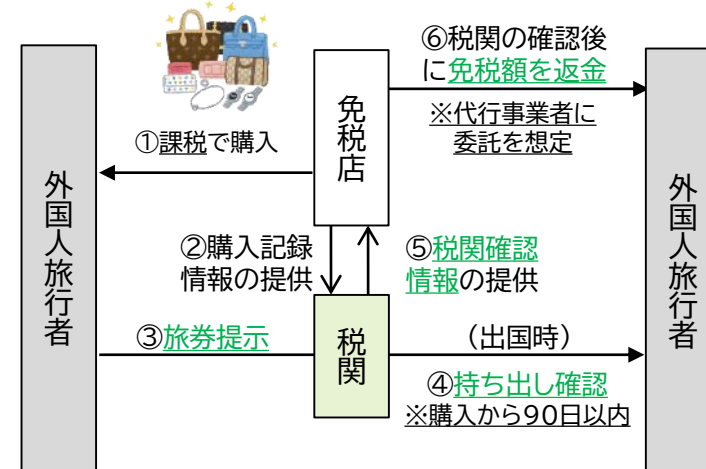 ⑥税関の確認後
に免税額を返金
※代行事業者に
委託を想定
免税店
①課税で購入
外国人旅行者
外国人旅行者
②購入記録
情報の提供
⑤税関確認
情報の提供
③旅券提示
税関
（出国時）
④持ち出し確認
※購入から90日以内